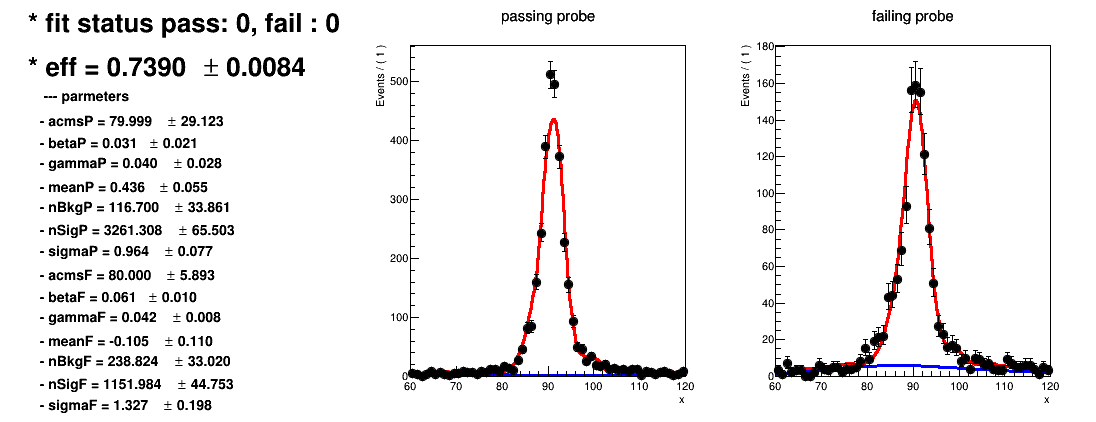 * fit status pass: 0, fail : 0
* eff = 0.7390 ± 0.0084
--- parmeters
- acmsP = 79.999 ± 29.123
- betaP = 0.031 ± 0.021
- gammaP = 0.040 ± 0.028
- meanP = 0.436 ± 0.055
- nBkgP = 116.700 ± 33.861
- nSigP = 3261.308 ± 65.503
- sigmaP = 0.964 ± 0.077
- acmsF = 80.000 ± 5.893
- betaF = 0.061 ± 0.010
- gammaF = 0.042 ± 0.008
- meanF = -0.105 ± 0.110
- nBkgF = 238.824 ± 33.020
- nSigF = 1151.984 ± 44.753
- sigmaF = 1.327 ± 0.198
passing probe
Events / ( 1 )
500
400
300
200
100
0
60 70 80 90 100 110 120
x
failing probe
Events / ( 1 )
180
160
140
120
100
80
60
40
20
0
60 70 80 90 100 110 120
x